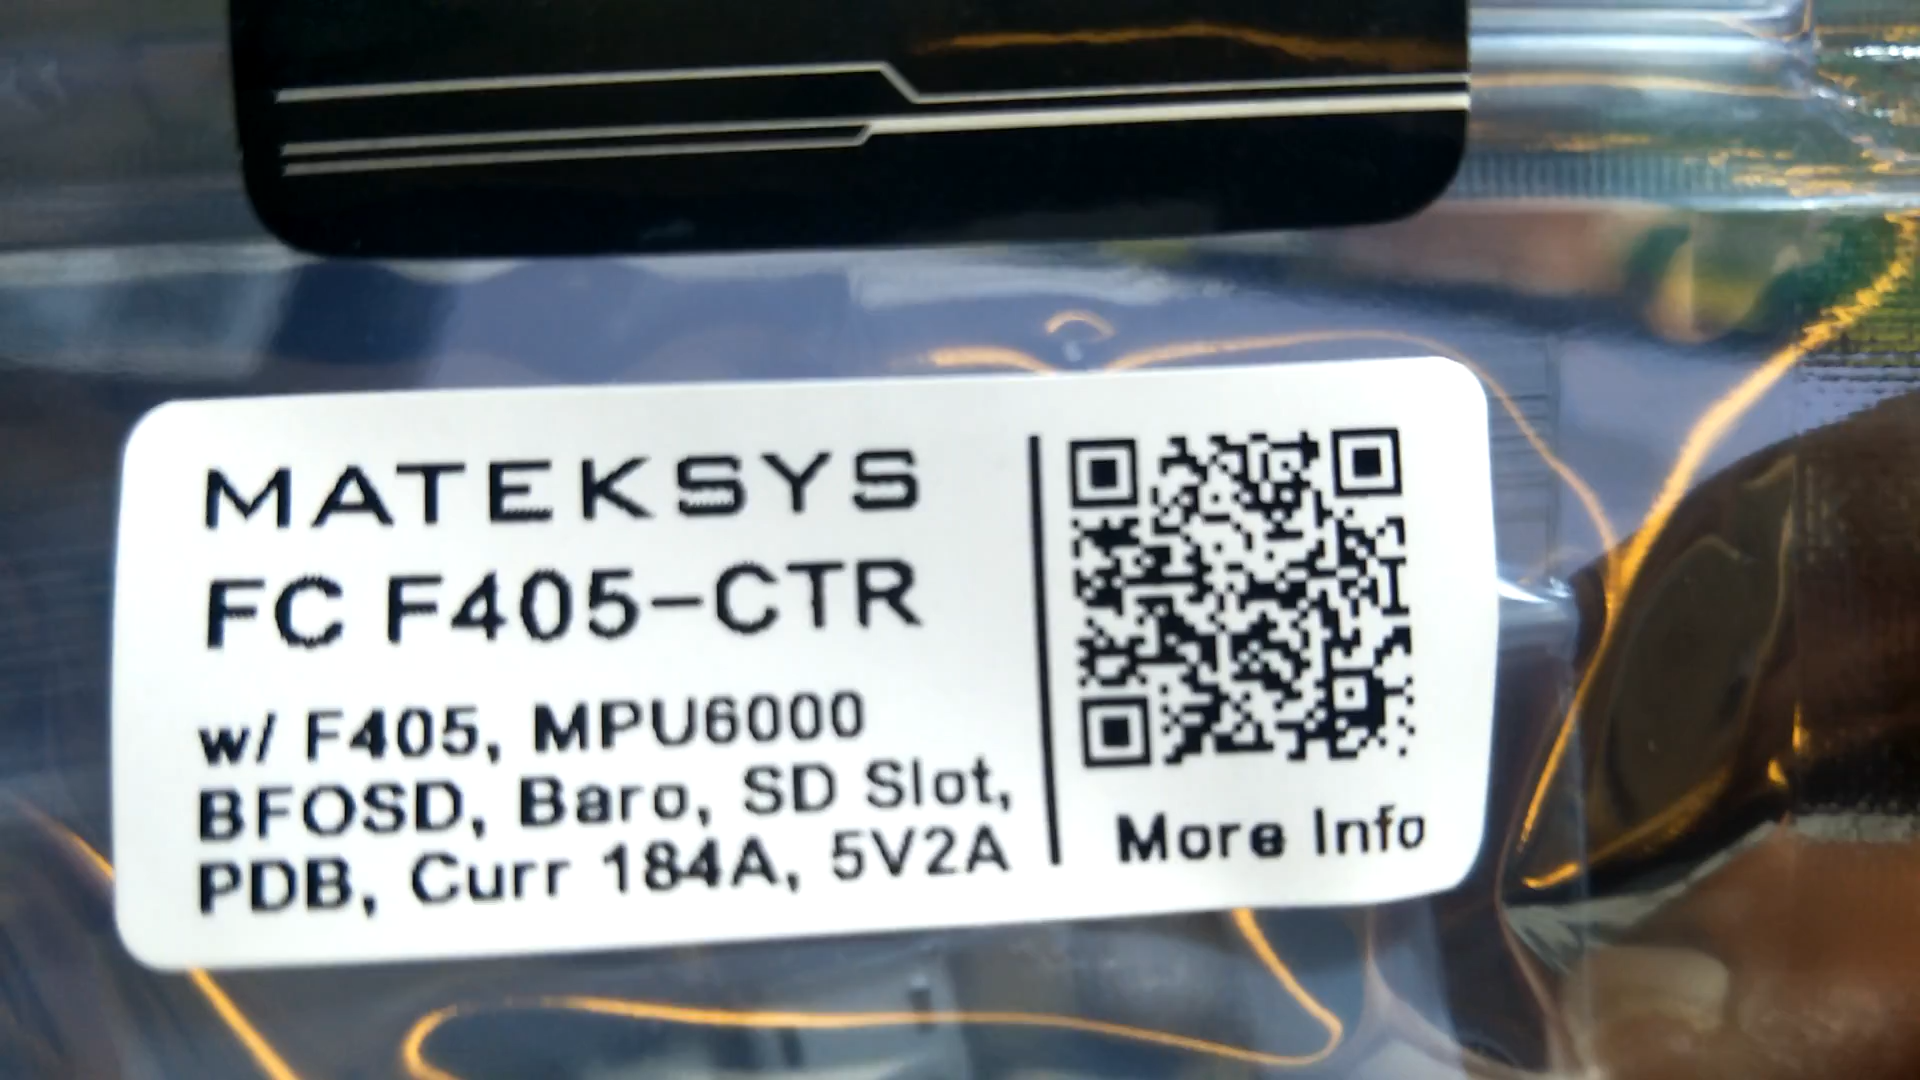 MATEKSYS
FC F405-CTR
w/ F405, MPU6000
BFOSD, Baro, SD Slot,
PDB, Curr 184A, 5V2A
More Info